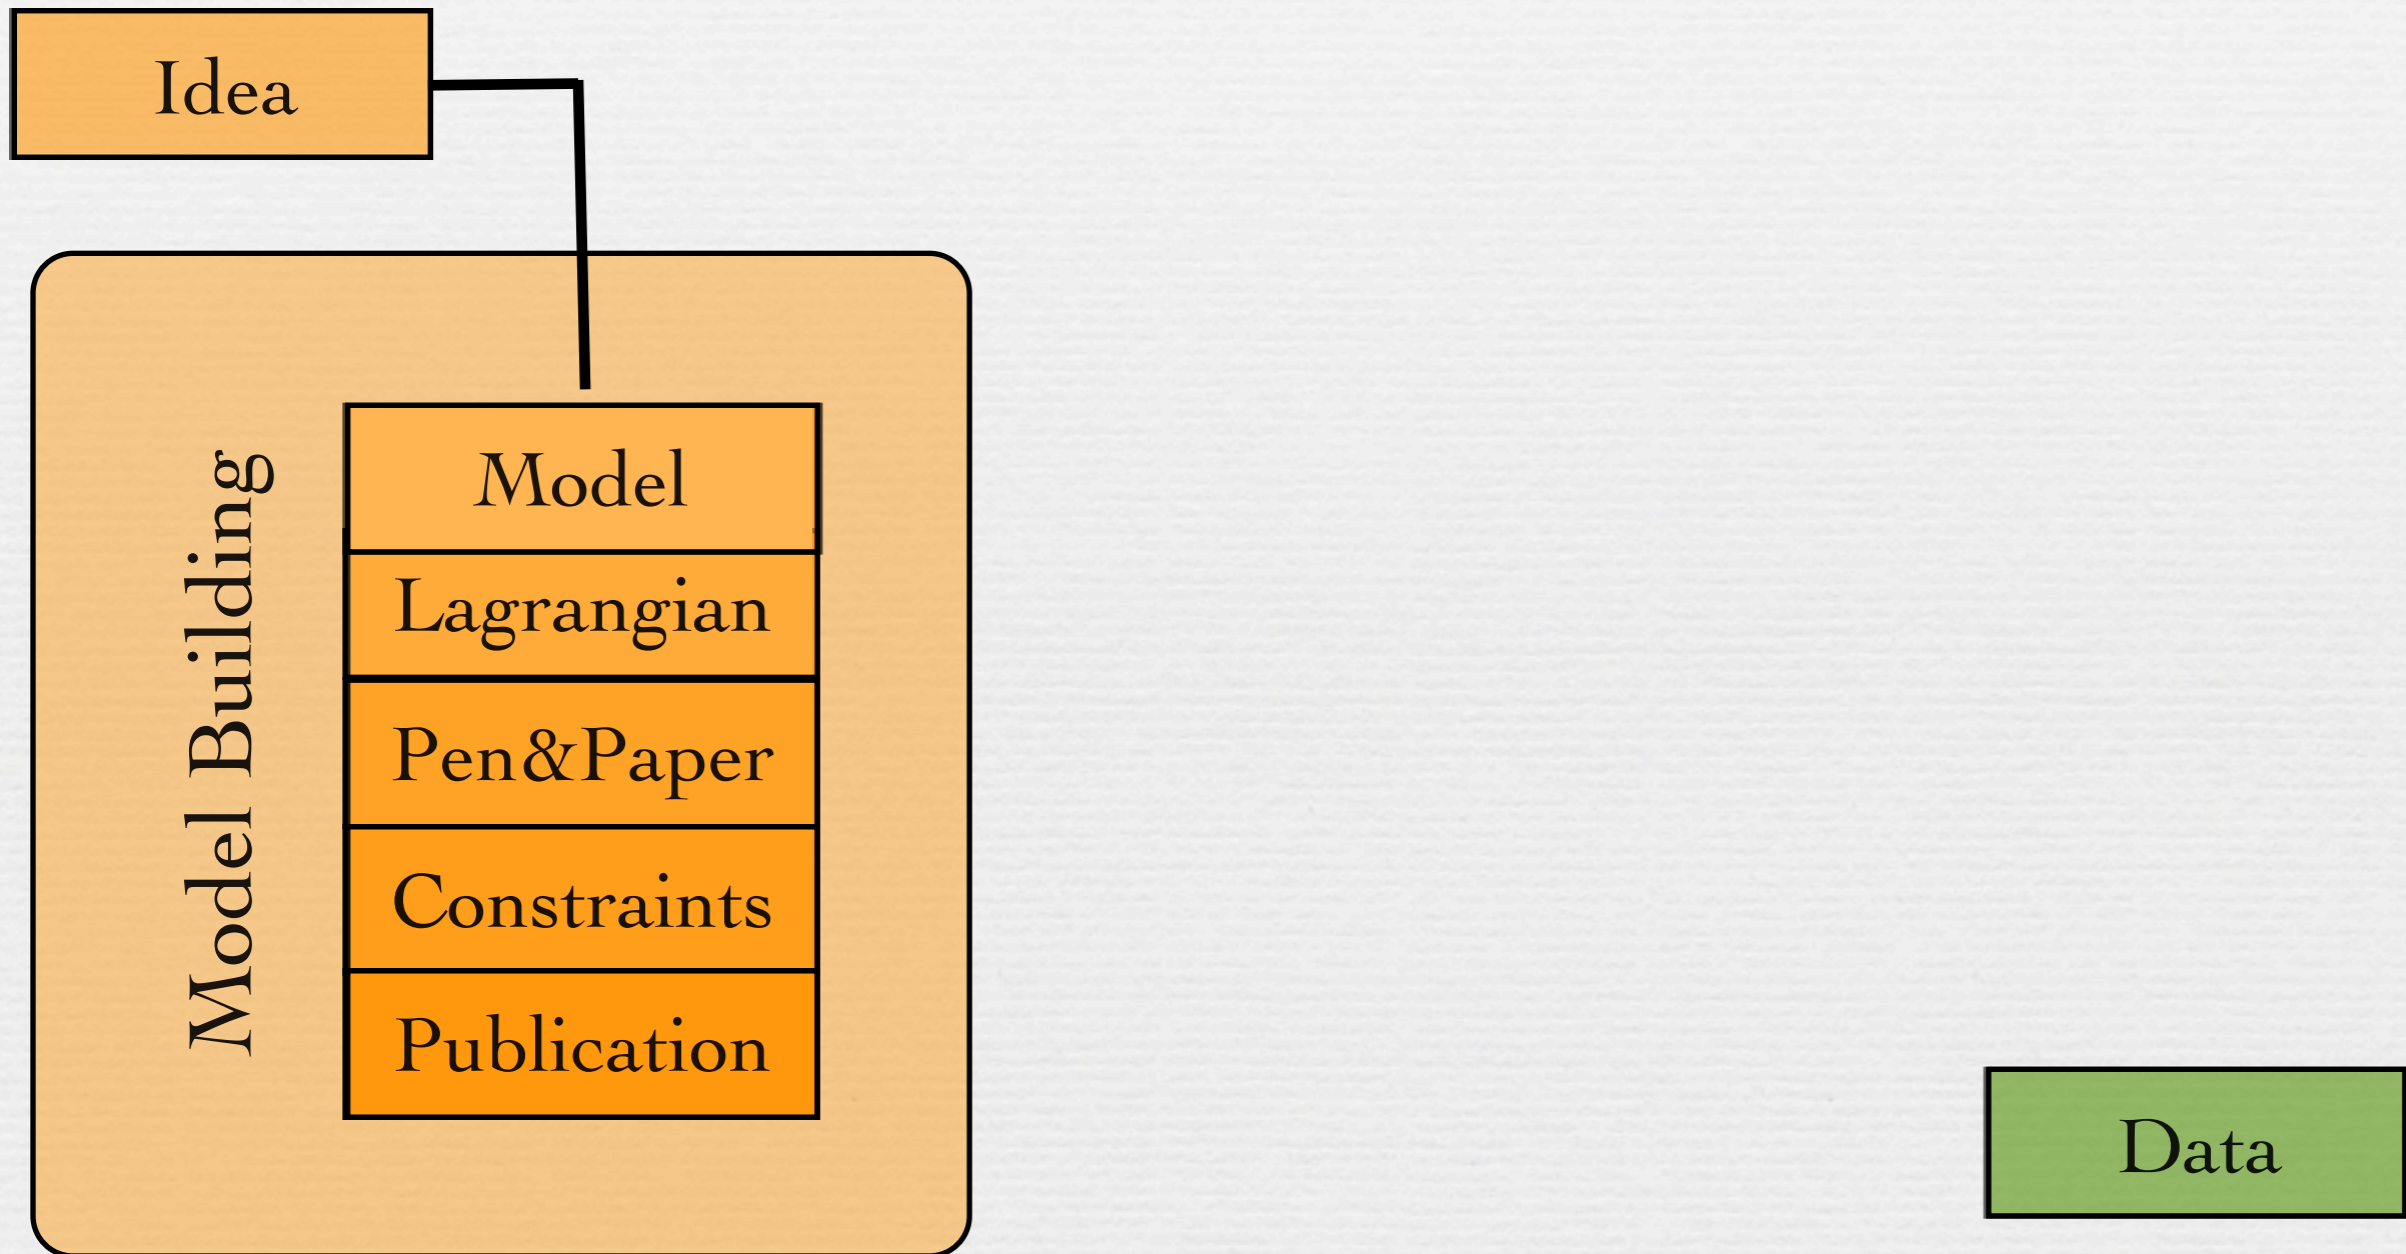 Idea
Model Building
Model
Lagrangian
Pen&Paper
Constraints
Publication
Data